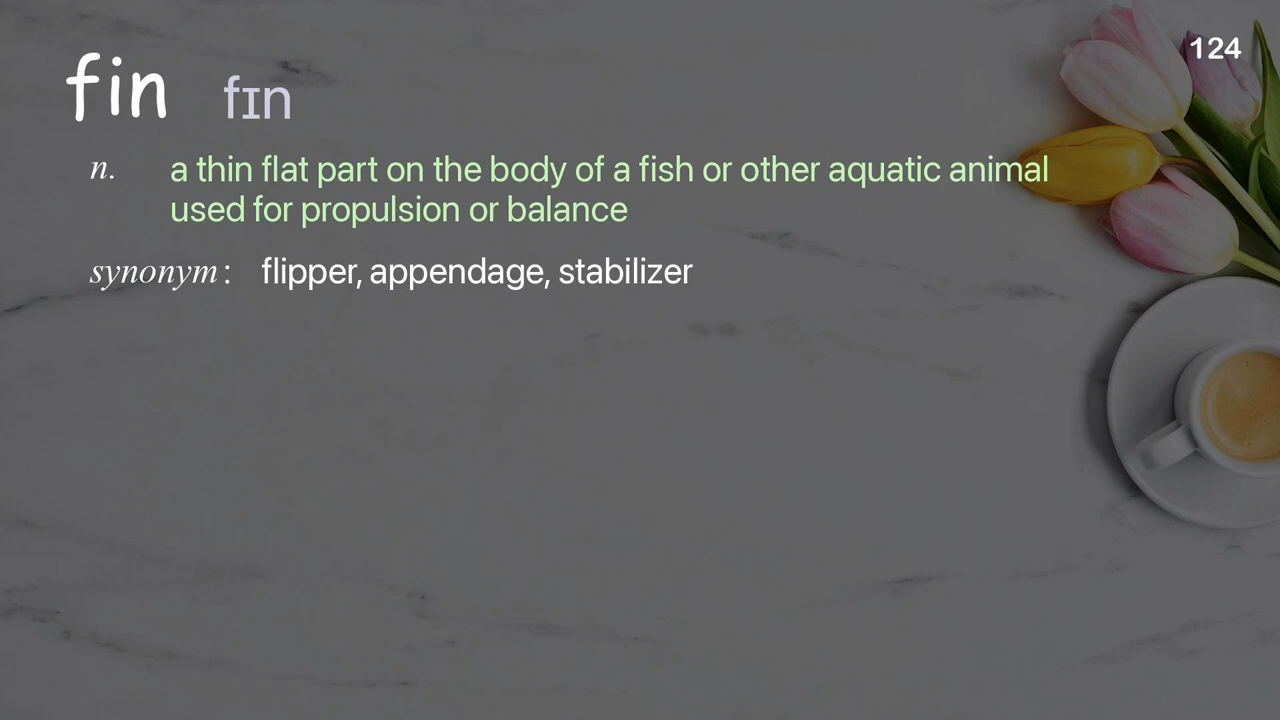 124
fin fɪn
n. a thin flat part on the body of a fish or other aquatic animal
used for propulsion or balance
synonym: flipper, appendage, stabilizer